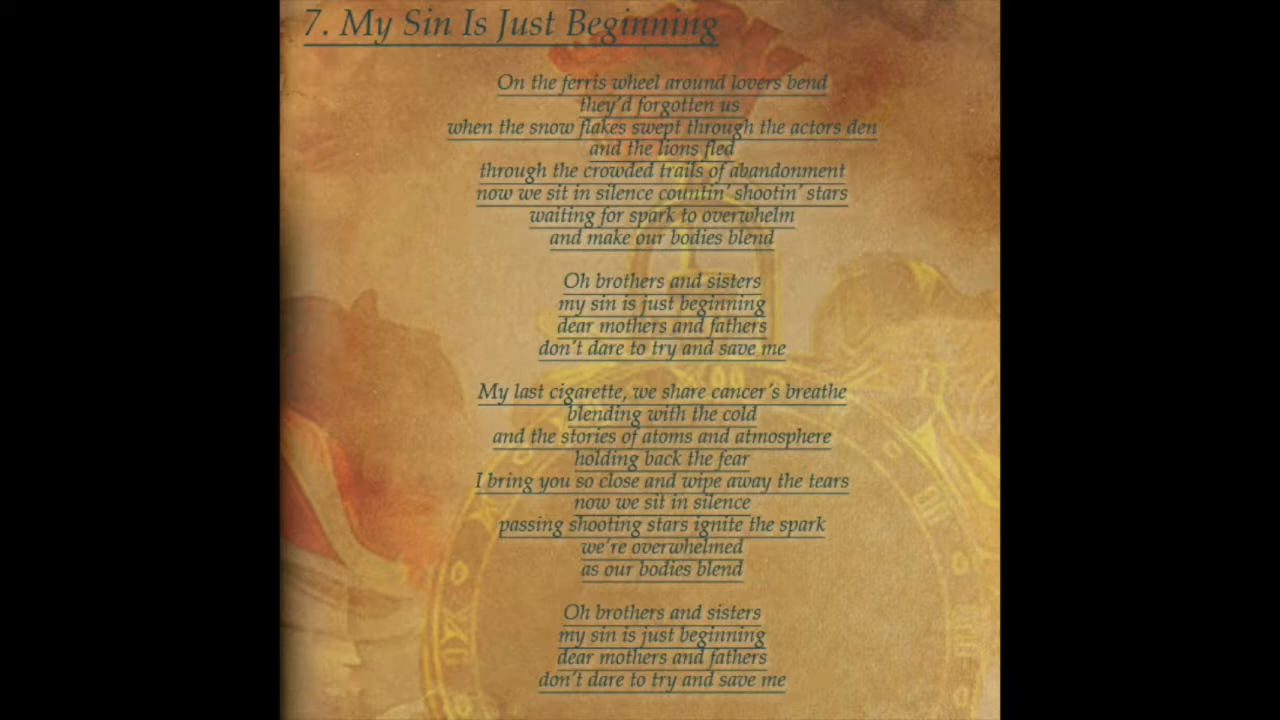 7. My Sin Is Just Beginning
On the ferris wheel around lovers bend
they'd forgotten us
when the snow flakes swept through the actors den
and the lions fled
through the crowded trails of abandonment
now we sit in silence countin' shootin' stars
waiting for spark to overwhelm
and make our bodies blend
Oh brothers and sisters
my sin is just beginning
dear mothers and fathers
don't dare to try and save me
My last cigarette, we share cancer's breathe
blending with the cold
and the stories of atoms and atmosphere
holding back the fear
I bring you so close and wipe away the tears
now we sit in silence
passing shooting stars ignite the spark
we're overwhelmed
as our bodies blend
Oh brothers and sisters
my sin is just beginning
dear mothers and fathers
don't dare to try and save me